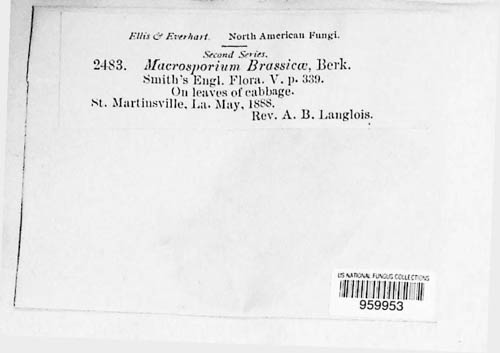 Ellis & Everhart. North American Fungi.
Second Series.
2483. Macrosporium Brassicæ, Berk.
Smith's Engl. Flora. V. p. 339.
On leaves of cabbage.
St. Martinsville, La. May, 1888.
Rev. A. B. Langlois.
US NATIONAL FUNGUS COLLECTIONS
959953